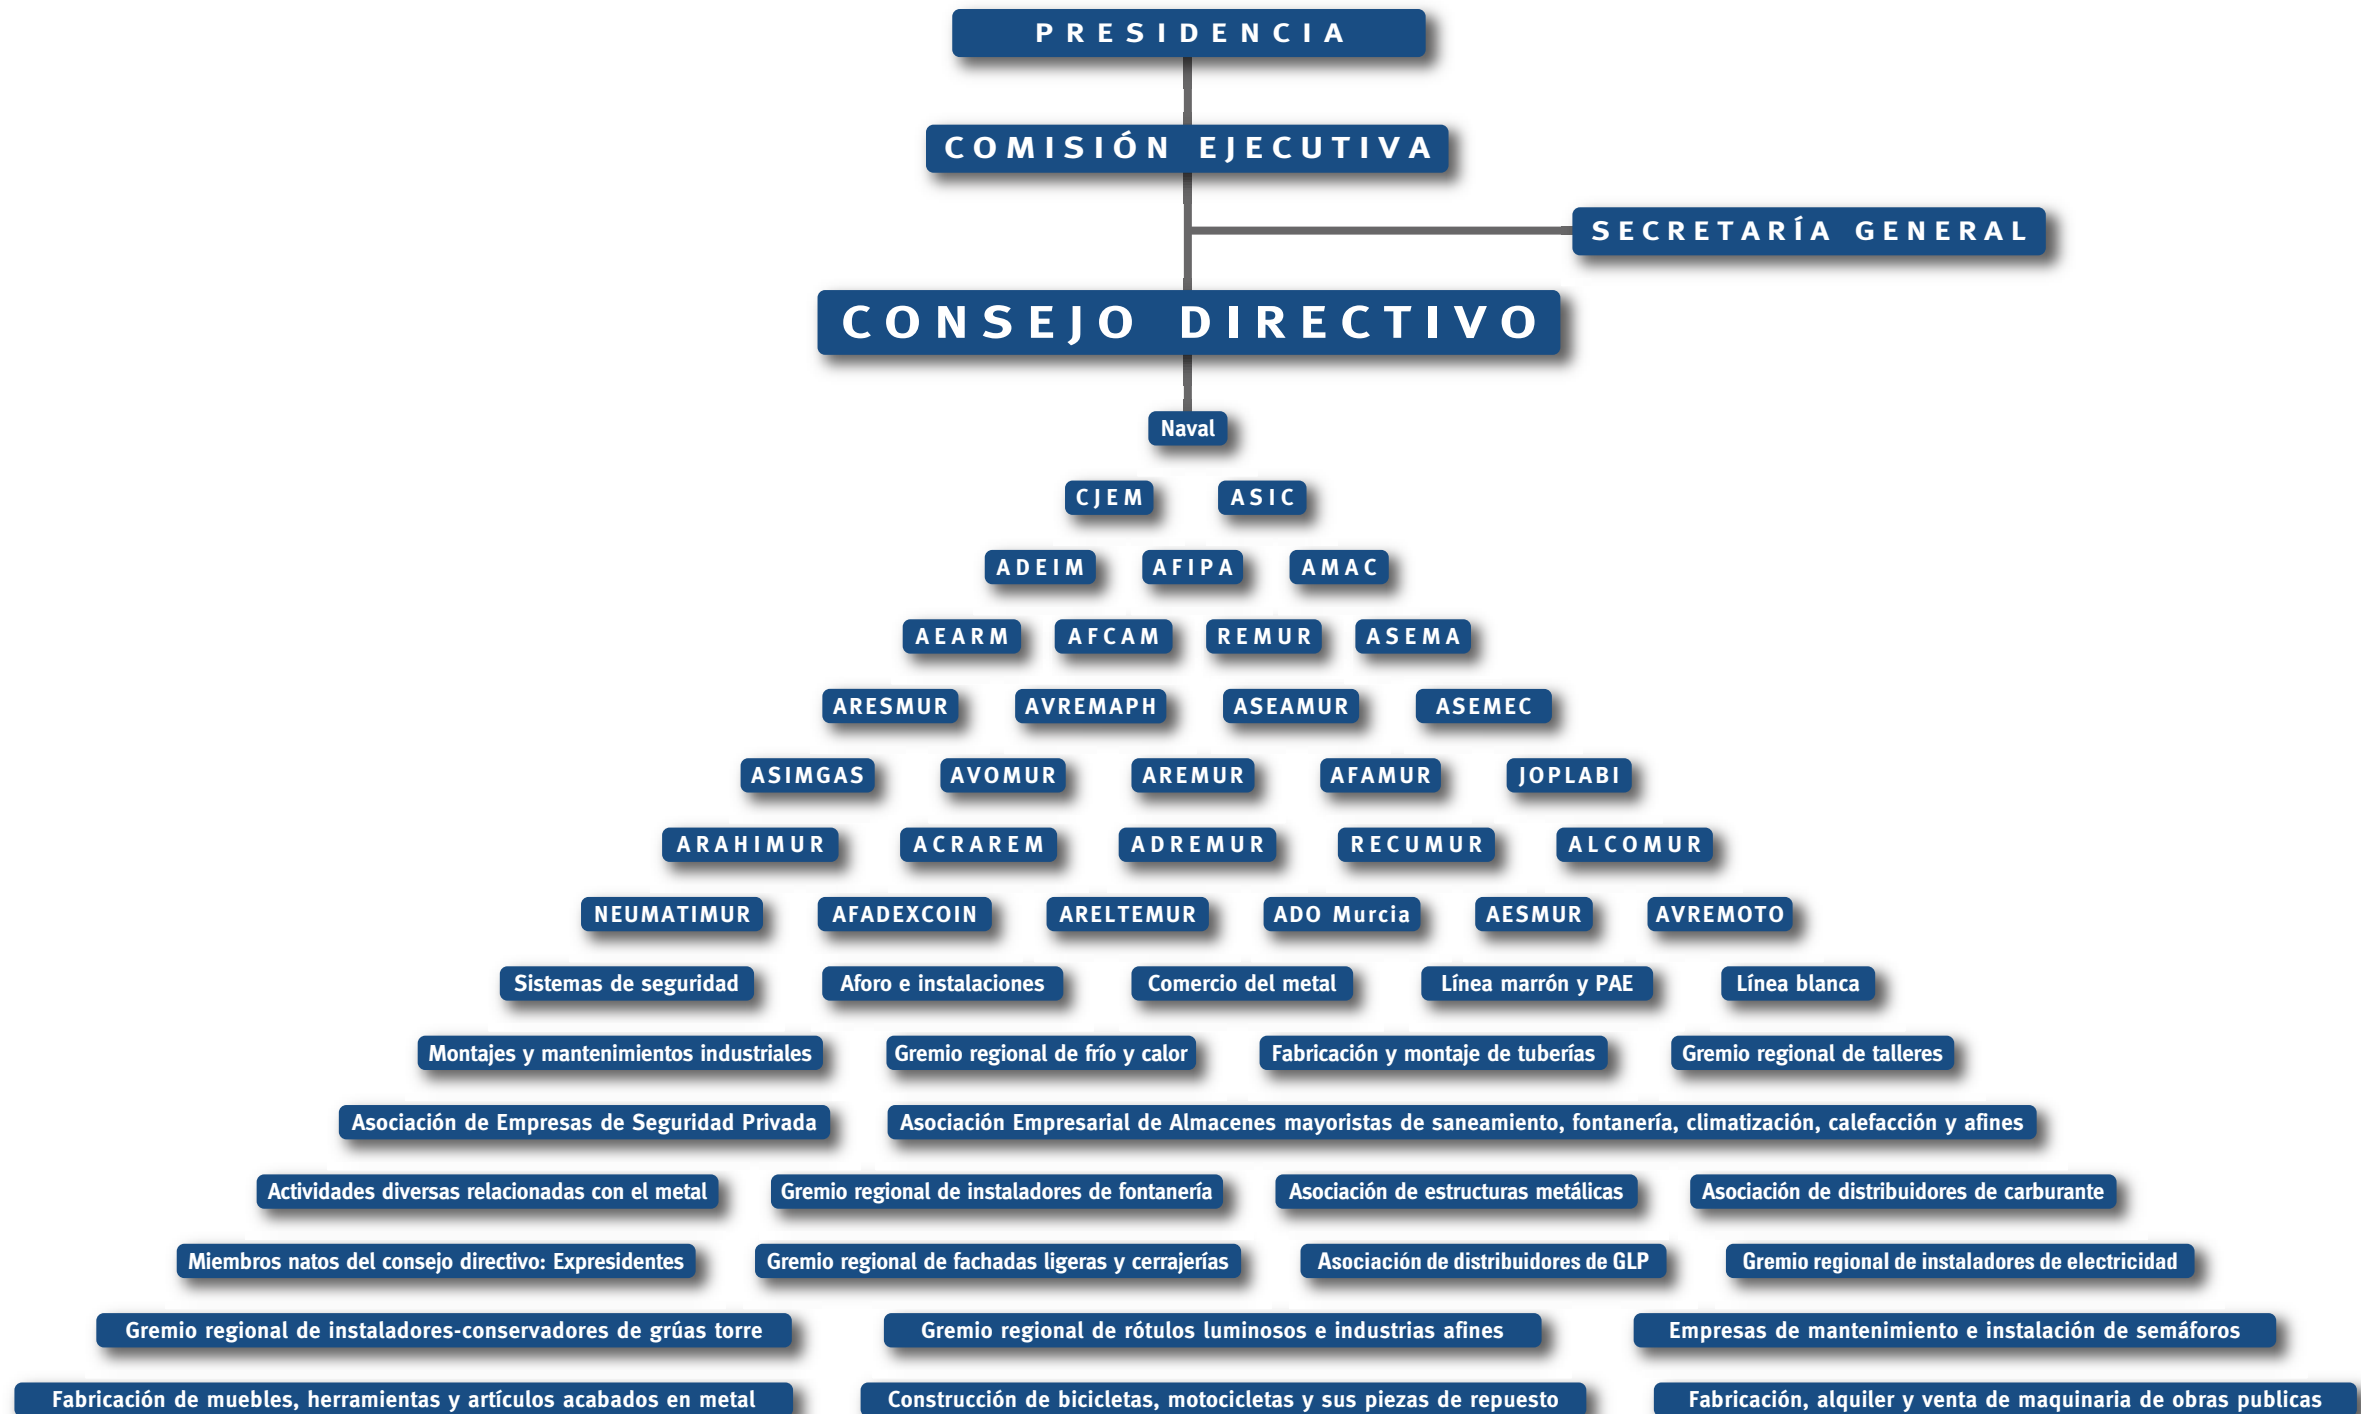 PRESIDENCIA
COMISIÓN EJECUTIVA
SECRETARÍA GENERAL
CONSEJO DIRECTIVO
Naval
CJEM ASIC
ADEIM AFIPA AMAC
AEARM AFCAM REMUR ASEMA
ARESMUR AVREMAPH ASEAMUR ASEMEC
ASIMGAS AVOMUR AREMUR AFAMUR JOPLABI
ARAHIMUR ACRAREM ADREMUR RECUMUR ALCOMUR
NEUMATIMUR AFADEXCOIN ARELTEMUR ADO Murcia AESMUR AVREMOTO
Sistemas de seguridad Aforo e instalaciones Comercio del metal Línea marrón y PAE Línea blanca
Montajes y mantenimientos industriales Gremio regional de frío y calor Fabricación y montaje de tuberías Gremio regional de talleres
Asociación de Empresas de Seguridad Privada Asociación Empresarial de Almacenes mayoristas de saneamiento, fontanería, climatización, calefacción y afines
Actividades diversas relacionadas con el metal Gremio regional de instaladores de fontanería Asociación de estructuras metálicas Asociación de distribuidores de carburante
Miembros natos del consejo directivo: Expresidentes Gremio regional de fachadas ligeras y cerrajerías Asociación de distribuidores de GLP Gremio regional de instaladores de electricidad
Gremio regional de instaladores-conservadores de grúas torre Gremio regional de rótulos luminosos e industrias afines Empresas de mantenimiento e instalación de semáforos
Fabricación de muebles, herramientas y artículos acabados en metal Construcción de bicicletas, motocicletas y sus piezas de repuesto Fabricación, alquiler y venta de maquinaria de obras publicas